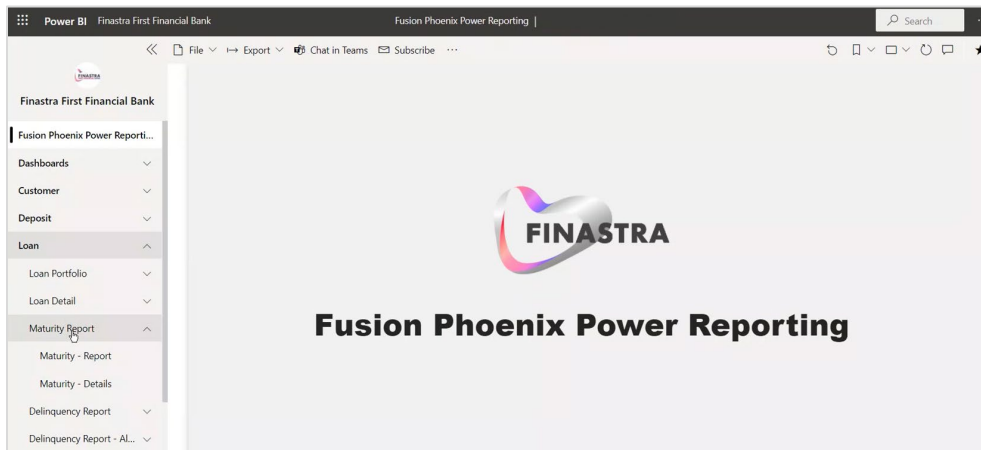 Power BI Finastra First Financial Bank Fusion Phoenix Power Reporting | Search
File Export Chat in Teams Subscribe ...
FINASTRA
Finastra First Financial Bank
Fusion Phoenix Power Reporti...
Dashboards
Customer
Deposit
Loan
Loan Portfolio
Loan Detail
Maturity Report
Maturity - Report
Maturity - Details
Delinquency Report
Delinquency Report - Al...
FINASTRA
Fusion Phoenix Power Reporting